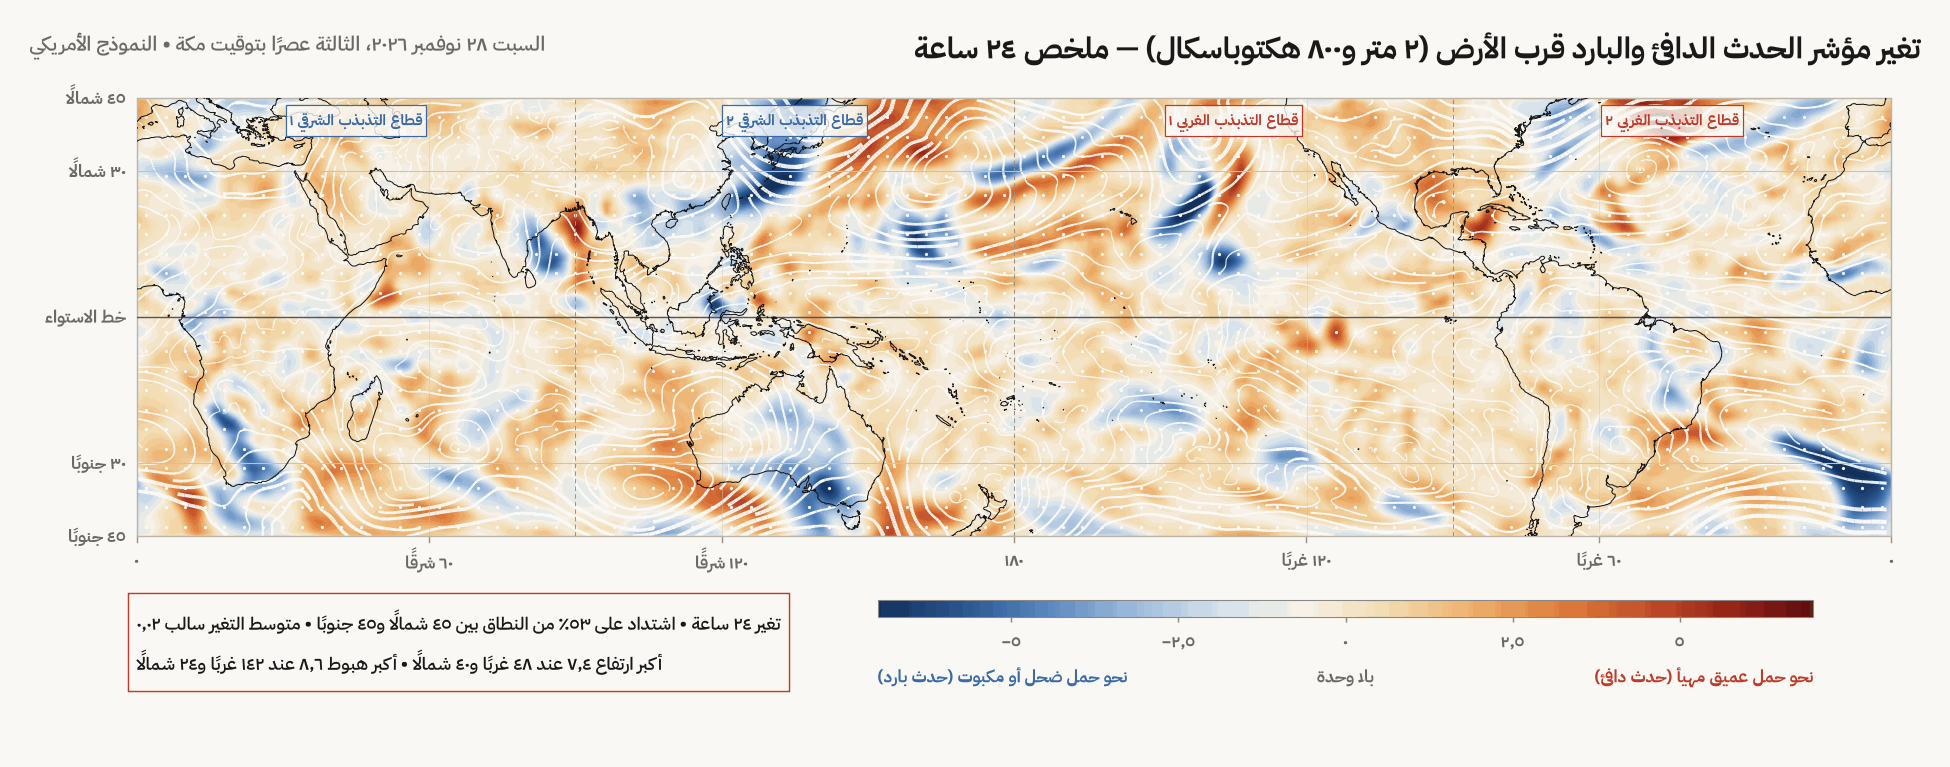 تغير مؤشر الحدث الدافئ والبارد قرب الأرض (٢ متر و٨٠٠ هكتوباسكال) — ملخص ٢٤ ساعة
السبت ٢٨ نوفمبر ٢٠٢٦، الثالثة عصرًا بتوقيت مكة • النموذج الأمريكي
٤٥ شمالًا
٣٠ شمالًا
خط الاستواء
٣٠ جنوبًا
٤٥ جنوبًا
قطاع التذبذب الشرقي ١
قطاع التذبذب الشرقي ٢
قطاع التذبذب الغربي ١
قطاع التذبذب الغربي ٢
٠
٦٠ شرقًا
١٢٠ شرقًا
١٨٠
١٢٠ غربًا
٦٠ غربًا
٠
تغير ٢٤ ساعة • اشتداد على ٥٣٪ من النطاق بين ٤٥ شمالًا و٤٥ جنوبًا • متوسط التغير سالب ٠,٠٢
أكبر ارتفاع ٧,٤ عند ٤٨ غربًا و٤٠ شمالًا • أكبر هبوط ٨,٦ عند ١٤٢ غربًا و٢٤ شمالًا
−٥
−٢,٥
٠
٢,٥
٥
نحو حمل ضحل أو مكبوت (حدث بارد)
بلا وحدة
نحو حمل عميق مهيأ (حدث دافئ)